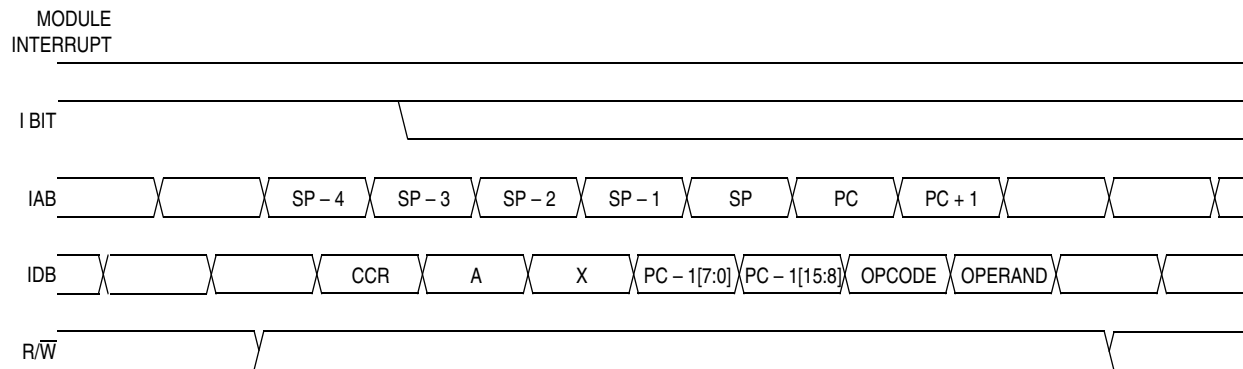 MODULE
INTERRUPT
I BIT
IAB SP – 4 SP – 3 SP – 2 SP – 1 SP PC PC + 1
IDB CCR A X PC – 1[7:0] PC – 1[15:8] OPCODE OPERAND
R/W̅